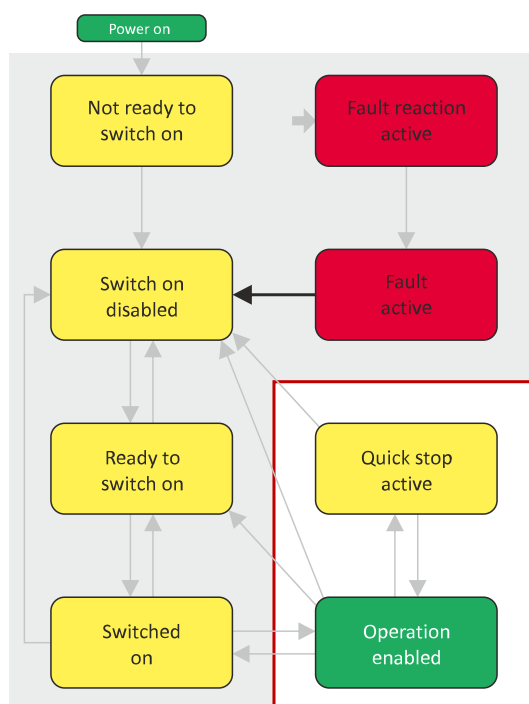 Power on
Not ready to
switch on
Fault reaction
active
Switch on
disabled
Fault
active
Ready to
switch on
Quick stop
active
Switched
on
Operation
enabled